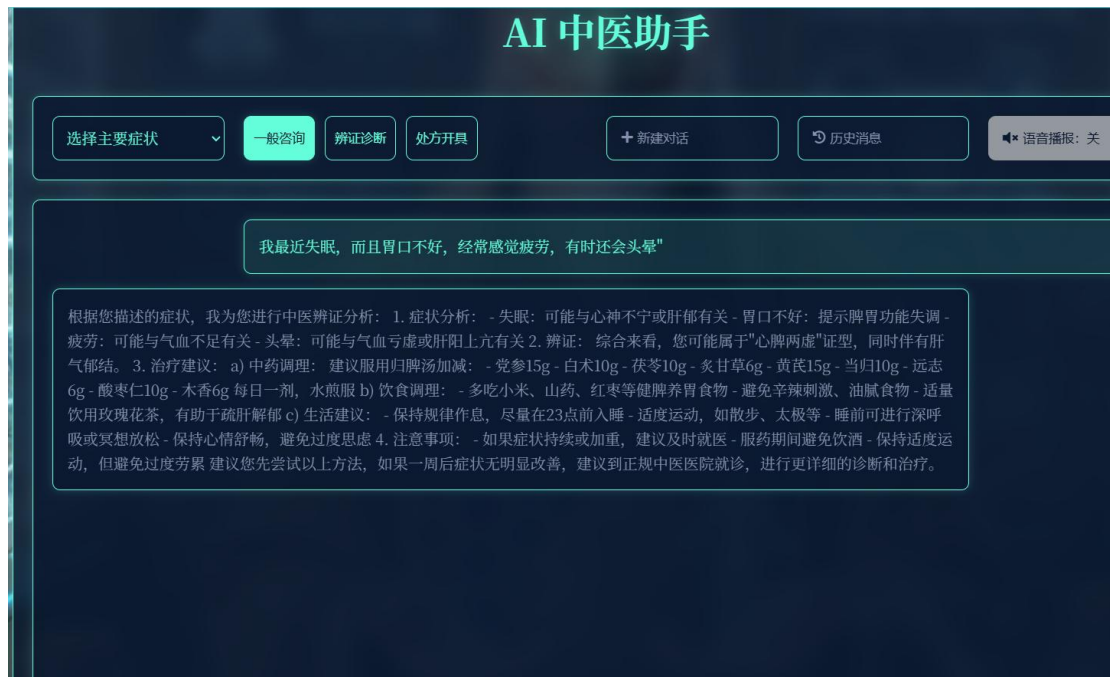 AI 中医助手
选择主要症状 一般咨询 辨证诊断 处方开具 新建对话 历史消息 语音播报：关
我最近失眠，而且胃口不好，经常感觉疲劳，有时还会头晕"
根据您描述的症状，我为您进行中医辨证分析： 1. 症状分析： - 失眠：可能与心神不宁或肝郁有关 - 胃口不好：提示脾胃功能失调 -
疲劳：可能与气血不足有关 - 头晕：可能与气血亏虚或肝阳上亢有关 2. 辨证： 综合来看，您可能属于"心脾两虚"证型，同时伴有肝
气郁结。 3. 治疗建议： a) 中药调理： 建议服用归脾汤加减： - 党参15g - 白术10g - 茯苓10g - 炙甘草6g - 黄芪15g - 当归10g - 远志
6g - 酸枣仁10g - 木香6g 每日一剂，水煎服 b) 饮食调理： - 多吃小米、山药、红枣等健脾养胃食物 - 避免辛辣刺激、油腻食物 - 适量
饮用玫瑰花茶，有助于疏肝解郁 c) 生活建议： - 保持规律作息，尽量在23点前入睡 - 适度运动，如散步、太极等 - 睡前可进行深呼
吸或冥想放松 - 保持心情舒畅，避免过度思虑 4. 注意事项： - 如果症状持续或加重，建议及时就医 - 服药期间避免饮酒 - 保持适度运
动，但避免过度劳累 建议您先尝试以上方法，如果一周后症状无明显改善，建议到正规中医医院就诊，进行更详细的诊断和治疗。